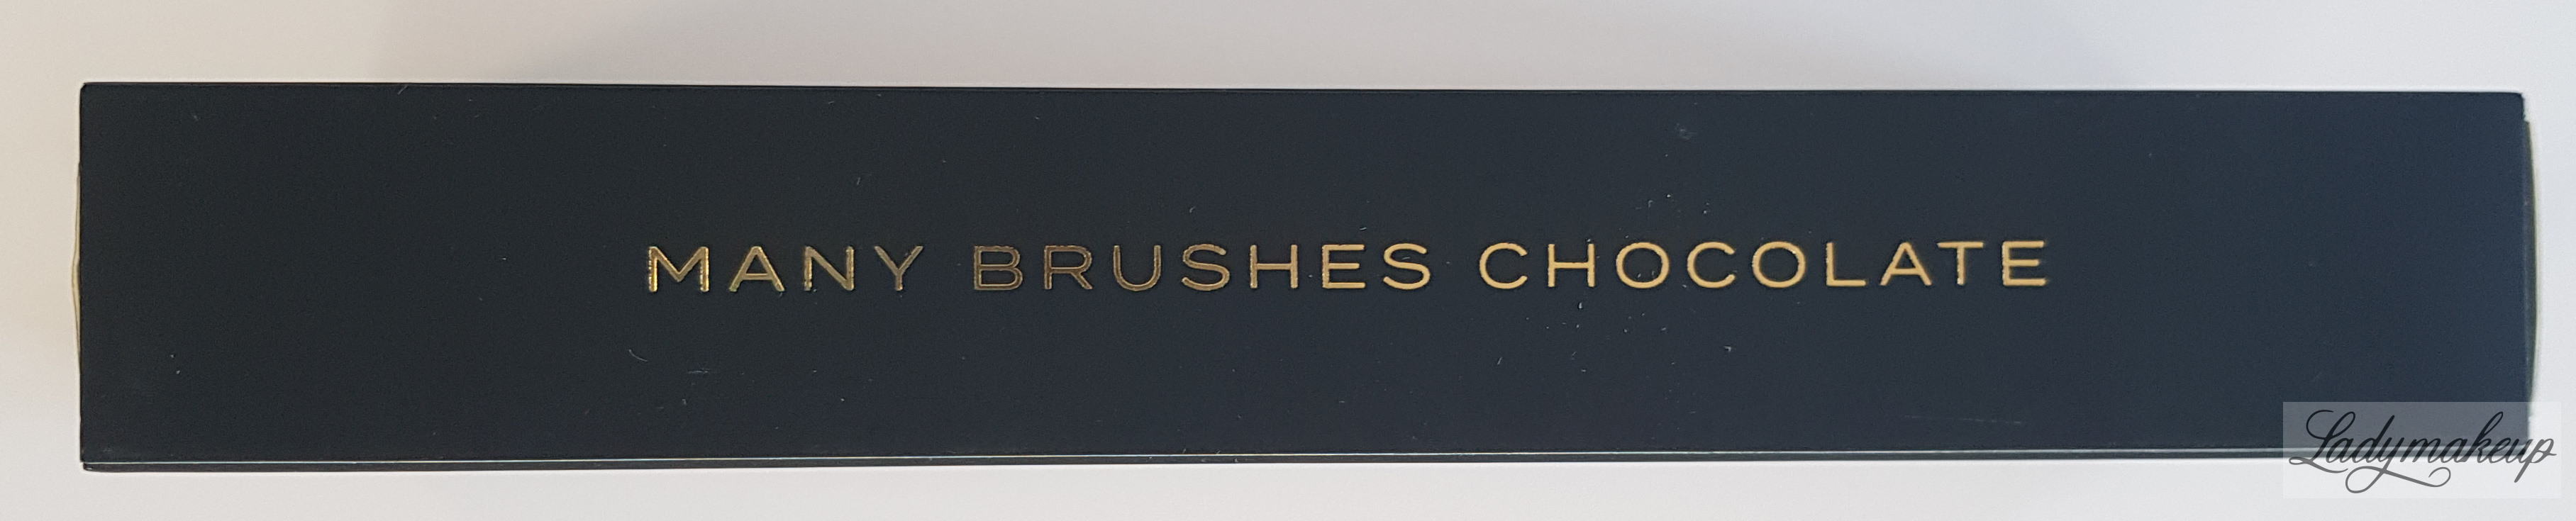 MANY BRUSHES CHOCOLATE
Ladymakeup